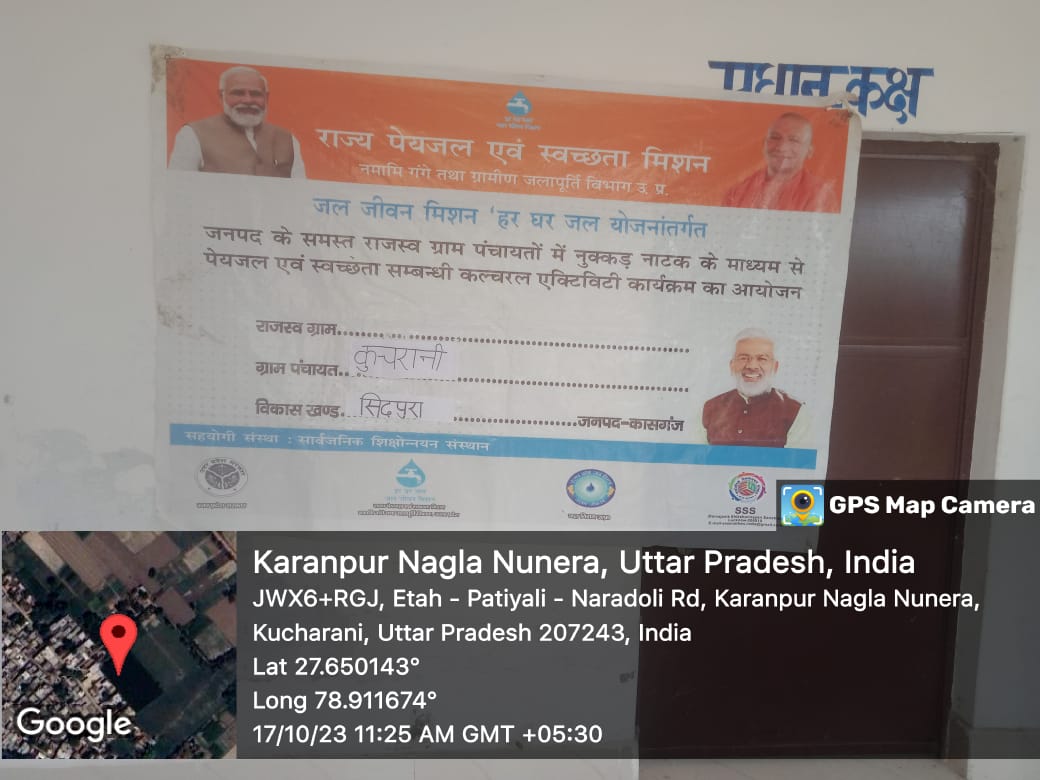 प्रधान कक्ष
राज्य पेयजल एवं स्वच्छता मिशन
नमामि गंगे तथा ग्रामीण जलापूर्ति विभाग उ. प्र.
जल जीवन मिशन 'हर घर जल योजनांतर्गत
जनपद के समस्त राजस्व ग्राम पंचायतों में नुक्कड़ नाटक के माध्यम से
पेयजल एवं स्वच्छता सम्बन्धी कल्चरल एक्टिविटी कार्यक्रम का आयोजन
राजस्व ग्राम
ग्राम पंचायत.. कुचरानी
विकास खण्ड. सिदपुरा जनपद-कासगंज
सहयोगी संस्था : सार्वजनिक शिक्षोन्नयन संस्थान
SSS
GPS Map Camera
Karanpur Nagla Nunera, Uttar Pradesh, India
JWX6+RGJ, Etah - Patiyali - Naradoli Rd, Karanpur Nagla Nunera,
Kucharani, Uttar Pradesh 207243, India
Lat 27.650143°
Long 78.911674°
17/10/23 11:25 AM GMT +05:30
Google